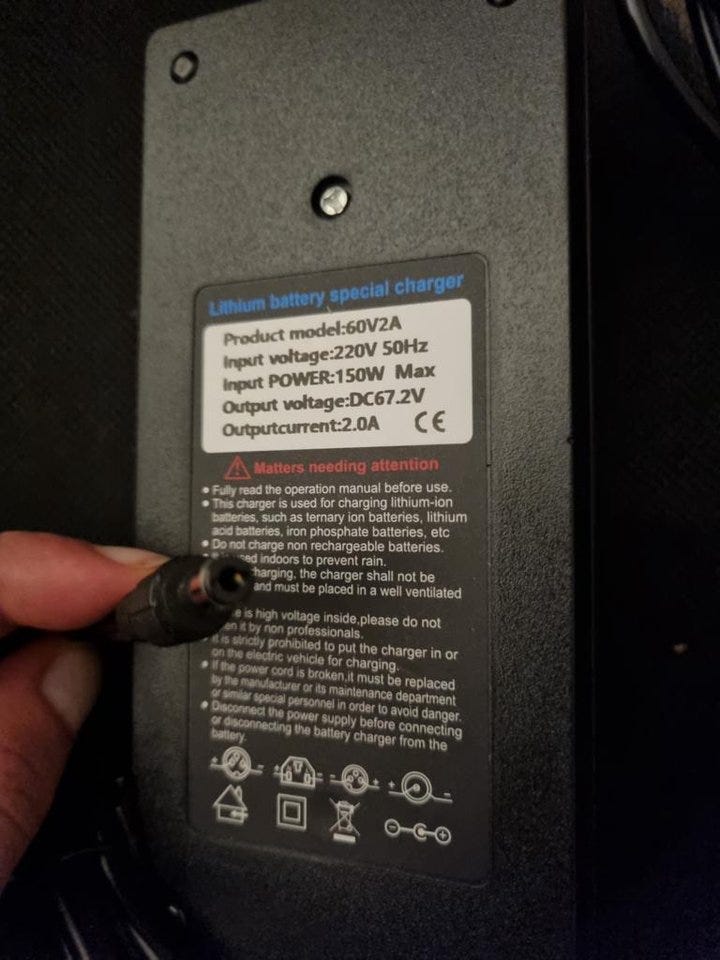 Lithium battery special charger
Product model:60V2A
Input voltage:220V 50Hz
Input POWER:150W Max
Output voltage:DC67.2V
Outputcurrent:2.0A CE
Matters needing attention
• Fully read the operation manual before use.
• This charger is used for charging lithium-ion
batteries, such as ternary ion batteries, lithium
acid batteries, iron phosphate batteries, etc
• Do not charge non rechargeable batteries.
used indoors to prevent rain.
charging, the charger shall not be
and must be placed in a well ventilated
is high voltage inside,please do not
it by non professionals.
It is strictly prohibited to put the charger in or
on the electric vehicle for charging.
• If the power cord is broken,it must be replaced
by the manufacturer or its maintenance department
or similar special personnel in order to avoid danger.
• Disconnect the power supply before connecting
or disconnecting the battery charger from the
battery.